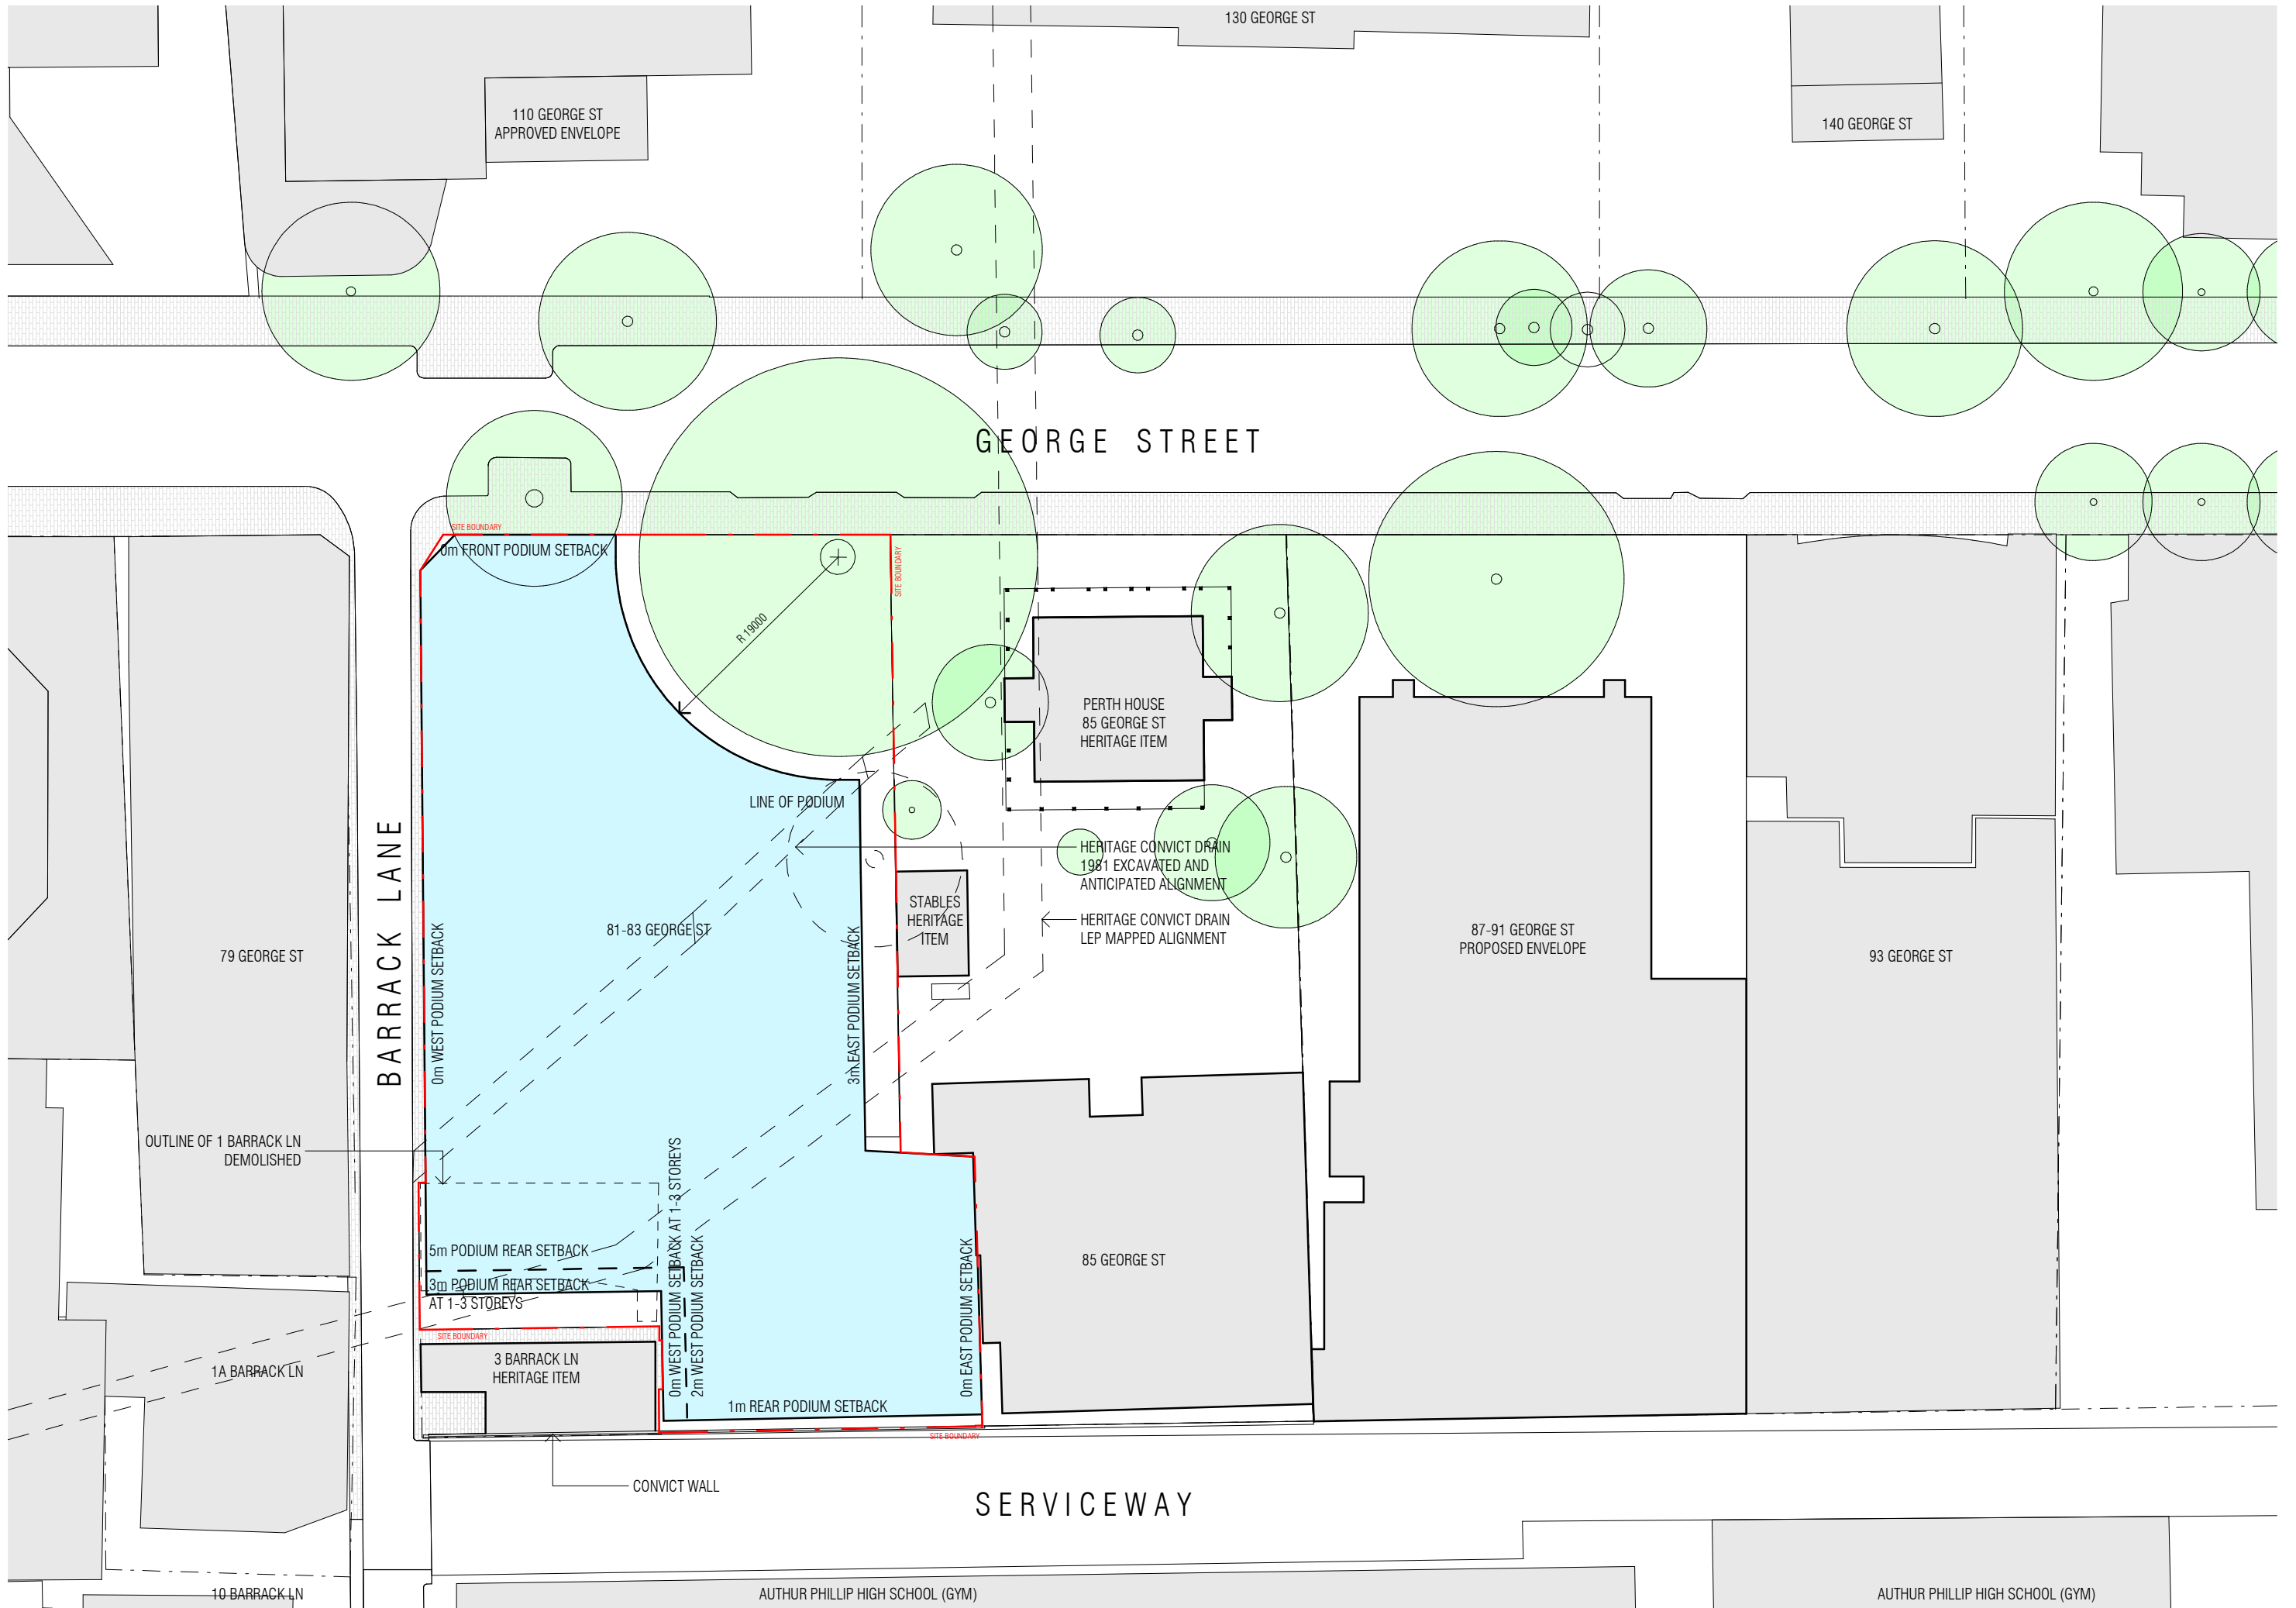 130 GEORGE ST
110 GEORGE ST
APPROVED ENVELOPE
140 GEORGE ST
GEORGE STREET
SITE BOUNDARY
0m FRONT PODIUM SETBACK
SITE BOUNDARY
R 19000
PERTH HOUSE
85 GEORGE ST
HERITAGE ITEM
LINE OF PODIUM
HERITAGE CONVICT DRAIN
1981 EXCAVATED AND
ANTICIPATED ALIGNMENT
BARRACK LANE
STABLES
HERITAGE
ITEM
HERITAGE CONVICT DRAIN
LEP MAPPED ALIGNMENT
81-83 GEORGE ST
87-91 GEORGE ST
PROPOSED ENVELOPE
79 GEORGE ST
93 GEORGE ST
0m WEST PODIUM SETBACK
3m EAST PODIUM SETBACK
OUTLINE OF 1 BARRACK LN
DEMOLISHED
5m PODIUM REAR SETBACK
3m PODIUM REAR SETBACK
AT 1-3 STOREYS
0m WEST PODIUM SETBACK AT 1-3 STOREYS
2m WEST PODIUM SETBACK
0m EAST PODIUM SETBACK
85 GEORGE ST
SITE BOUNDARY
3 BARRACK LN
HERITAGE ITEM
1A BARRACK LN
1m REAR PODIUM SETBACK
SITE BOUNDARY
CONVICT WALL
SERVICEWAY
10 BARRACK LN
AUTHUR PHILLIP HIGH SCHOOL (GYM)
AUTHUR PHILLIP HIGH SCHOOL (GYM)